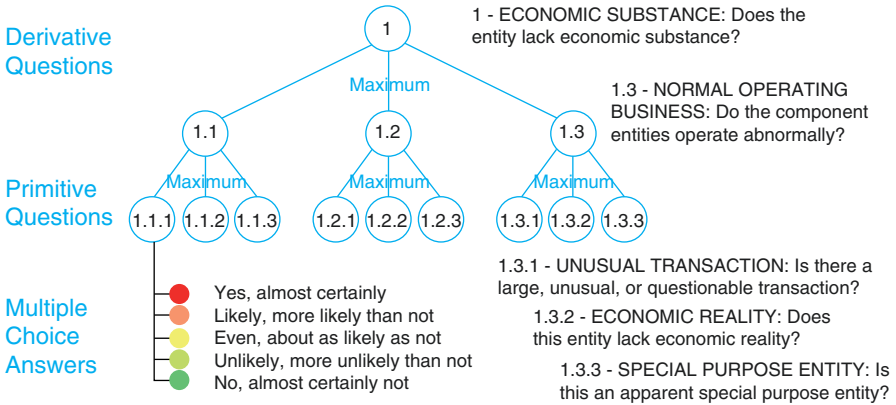 Derivative
Questions
1
1 - ECONOMIC SUBSTANCE: Does the
entity lack economic substance?
Maximum
1.1
1.2
1.3
1.3 - NORMAL OPERATING
BUSINESS: Do the component
entities operate abnormally?
Primitive
Questions
Maximum
Maximum
Maximum
1.1.1
1.1.2
1.1.3
1.2.1
1.2.2
1.2.3
1.3.1
1.3.2
1.3.3
1.3.1 - UNUSUAL TRANSACTION: Is there a
large, unusual, or questionable transaction?
1.3.2 - ECONOMIC REALITY: Does
this entity lack economic reality?
1.3.3 - SPECIAL PURPOSE ENTITY: Is
this an apparent special purpose entity?
Multiple
Choice
Answers
Yes, almost certainly
Likely, more likely than not
Even, about as likely as not
Unlikely, more unlikely than not
No, almost certainly not